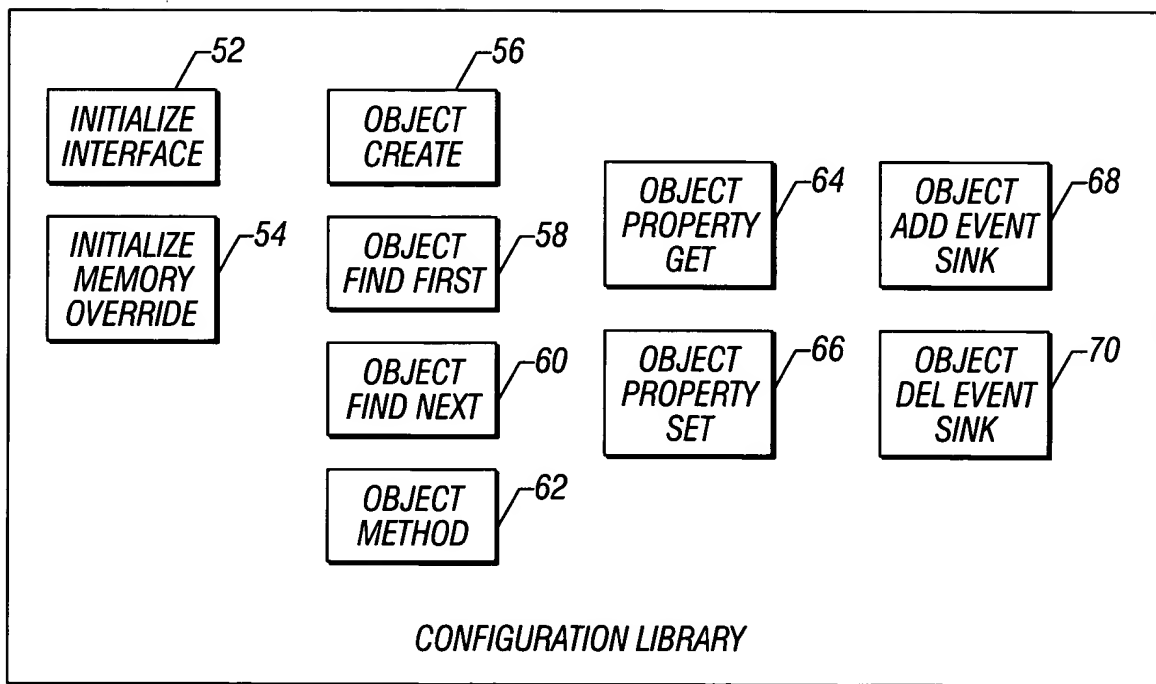 52
INITIALIZE
INTERFACE
54
INITIALIZE
MEMORY
OVERRIDE
56
OBJECT
CREATE
58
OBJECT
FIND FIRST
60
OBJECT
FIND NEXT
62
OBJECT
METHOD
64
OBJECT
PROPERTY
GET
66
OBJECT
PROPERTY
SET
68
OBJECT
ADD EVENT
SINK
70
OBJECT
DEL EVENT
SINK
CONFIGURATION LIBRARY